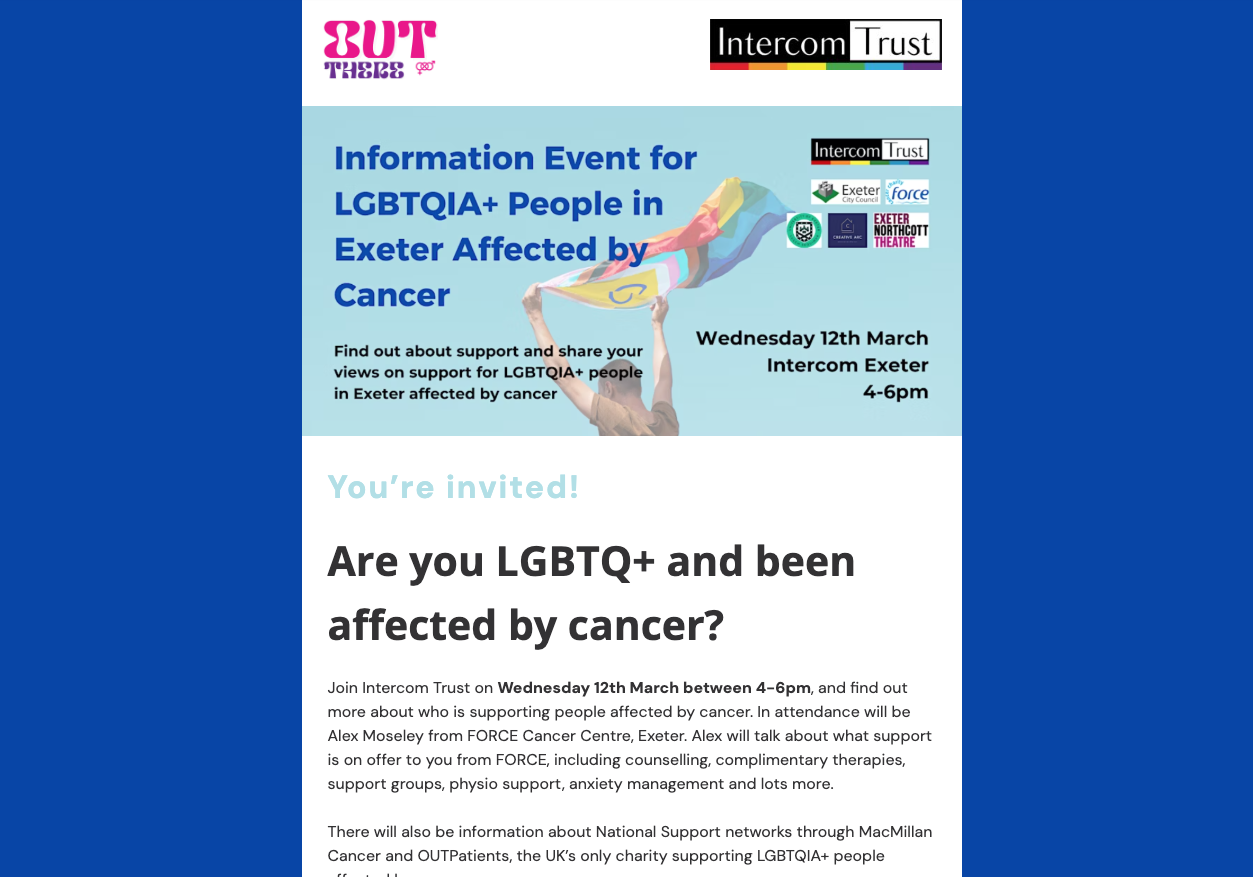 OUT
THERE
Intercom Trust
Information Event for
LGBTQIA+ People in
Exeter Affected by
Cancer
Intercom Trust
Exeter
City Council
charity
force
CREATIVE ARC
EXETER
NORTHCOTT
THEATRE
Find out about support and share your
views on support for LGBTQIA+ people
in Exeter affected by cancer
Wednesday 12th March
Intercom Exeter
4-6pm
You’re invited!
Are you LGBTQ+ and been
affected by cancer?
Join Intercom Trust on Wednesday 12th March between 4-6pm, and find out
more about who is supporting people affected by cancer. In attendance will be
Alex Moseley from FORCE Cancer Centre, Exeter. Alex will talk about what support
is on offer to you from FORCE, including counselling, complimentary therapies,
support groups, physio support, anxiety management and lots more.
There will also be information about National Support networks through MacMillan
Cancer and OUTPatients, the UK’s only charity supporting LGBTQIA+ people